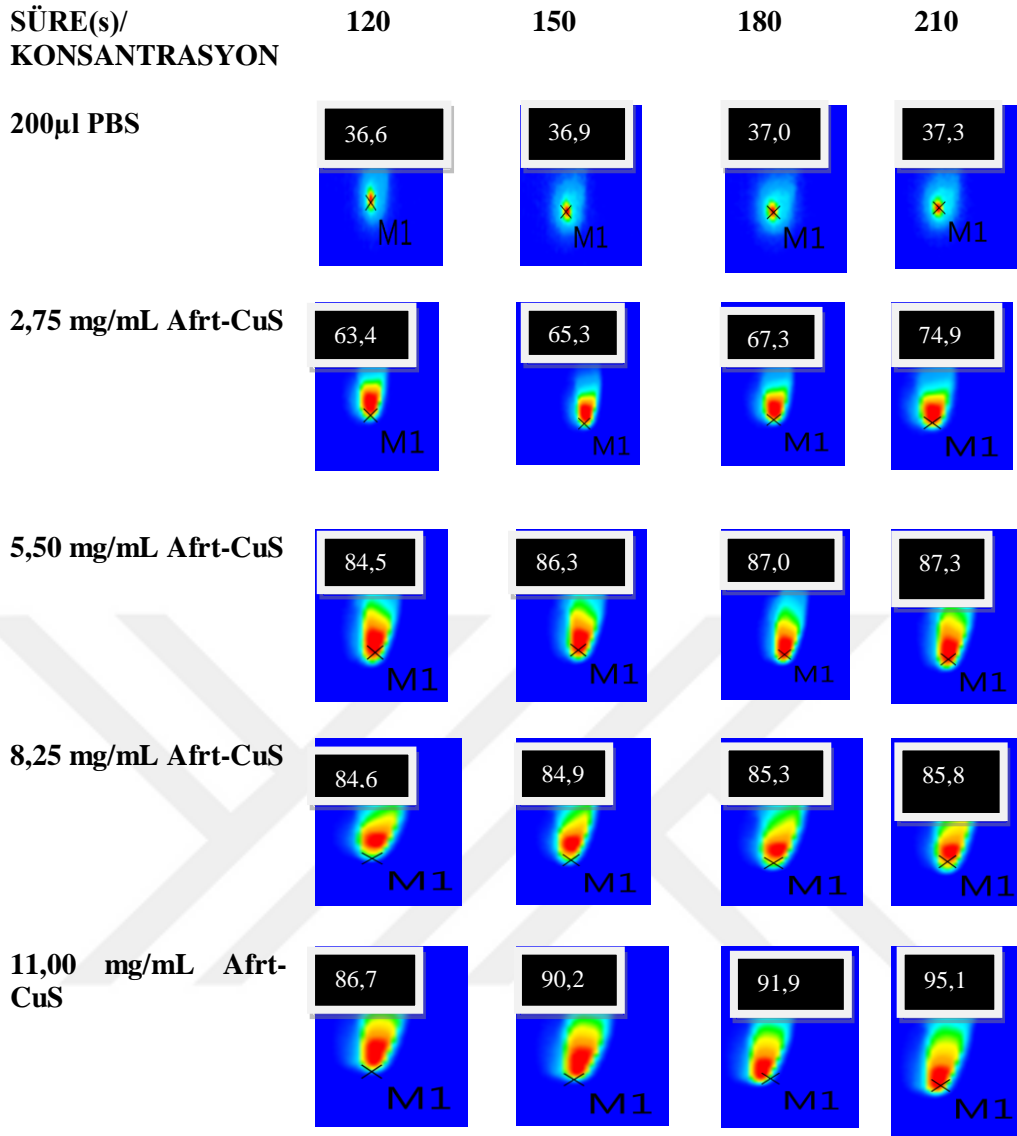 SÜRE(s)/ 120 150 180 210
KONSANTRASYON
200µl PBS
36,6 36,9 37,0 37,3
M1 M1 M1 M1
2,75 mg/mL Afrt-CuS
63,4 65,3 67,3 74,9
M1 M1 M1 M1
5,50 mg/mL Afrt-CuS
84,5 86,3 87,0 87,3
M1 M1 M1 M1
8,25 mg/mL Afrt-CuS
84,6 84,9 85,3 85,8
M1 M1 M1 M1
11,00 mg/mL Afrt-
CuS
86,7 90,2 91,9 95,1
M1 M1 M1 M1